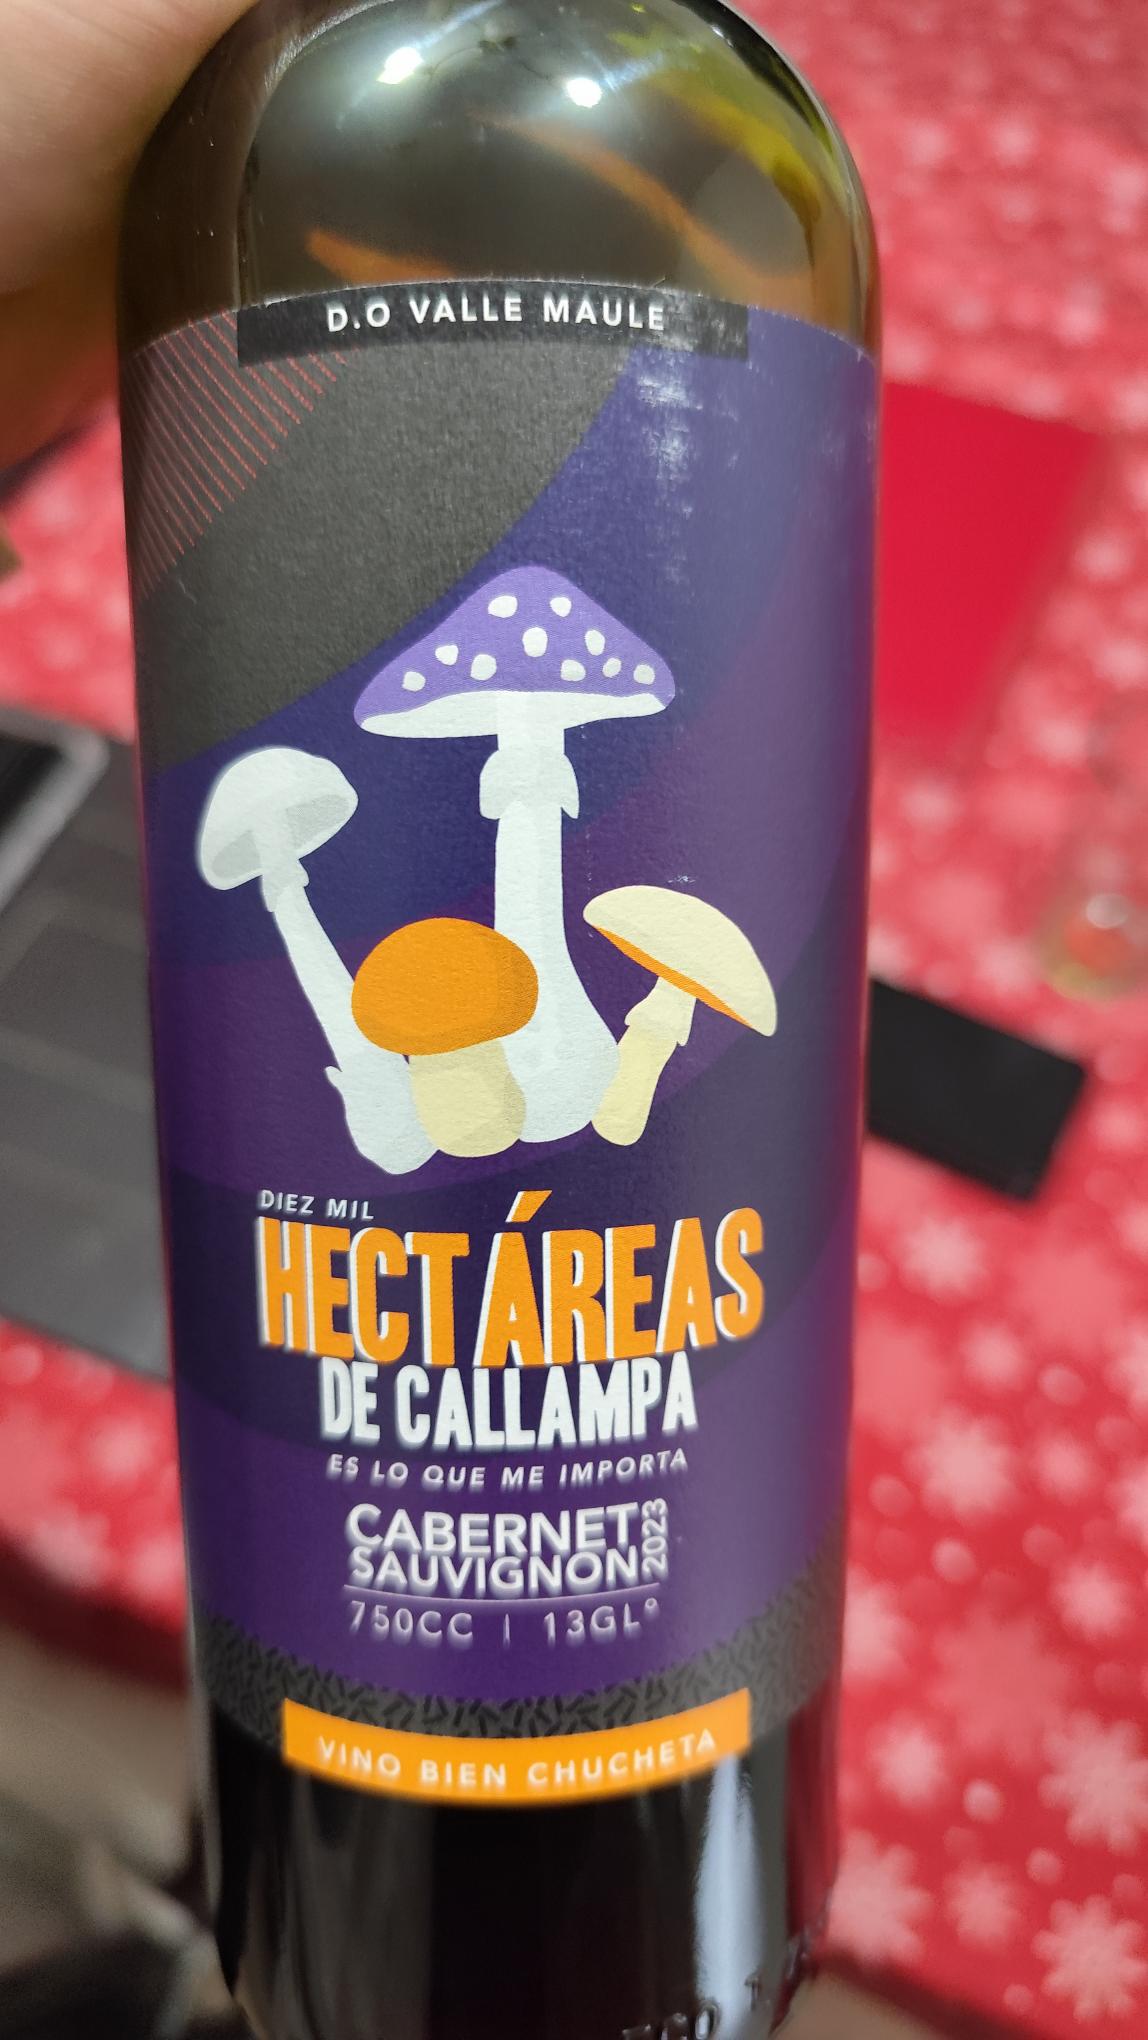 D.O VALLE MAULE
DIEZ MIL
HECTÁREAS
DE CALLAMPA
ES LO QUE ME IMPORTA
CABERNET
SAUVIGNON
2023
750CC | 13GLº
VINO BIEN CHUCHETA